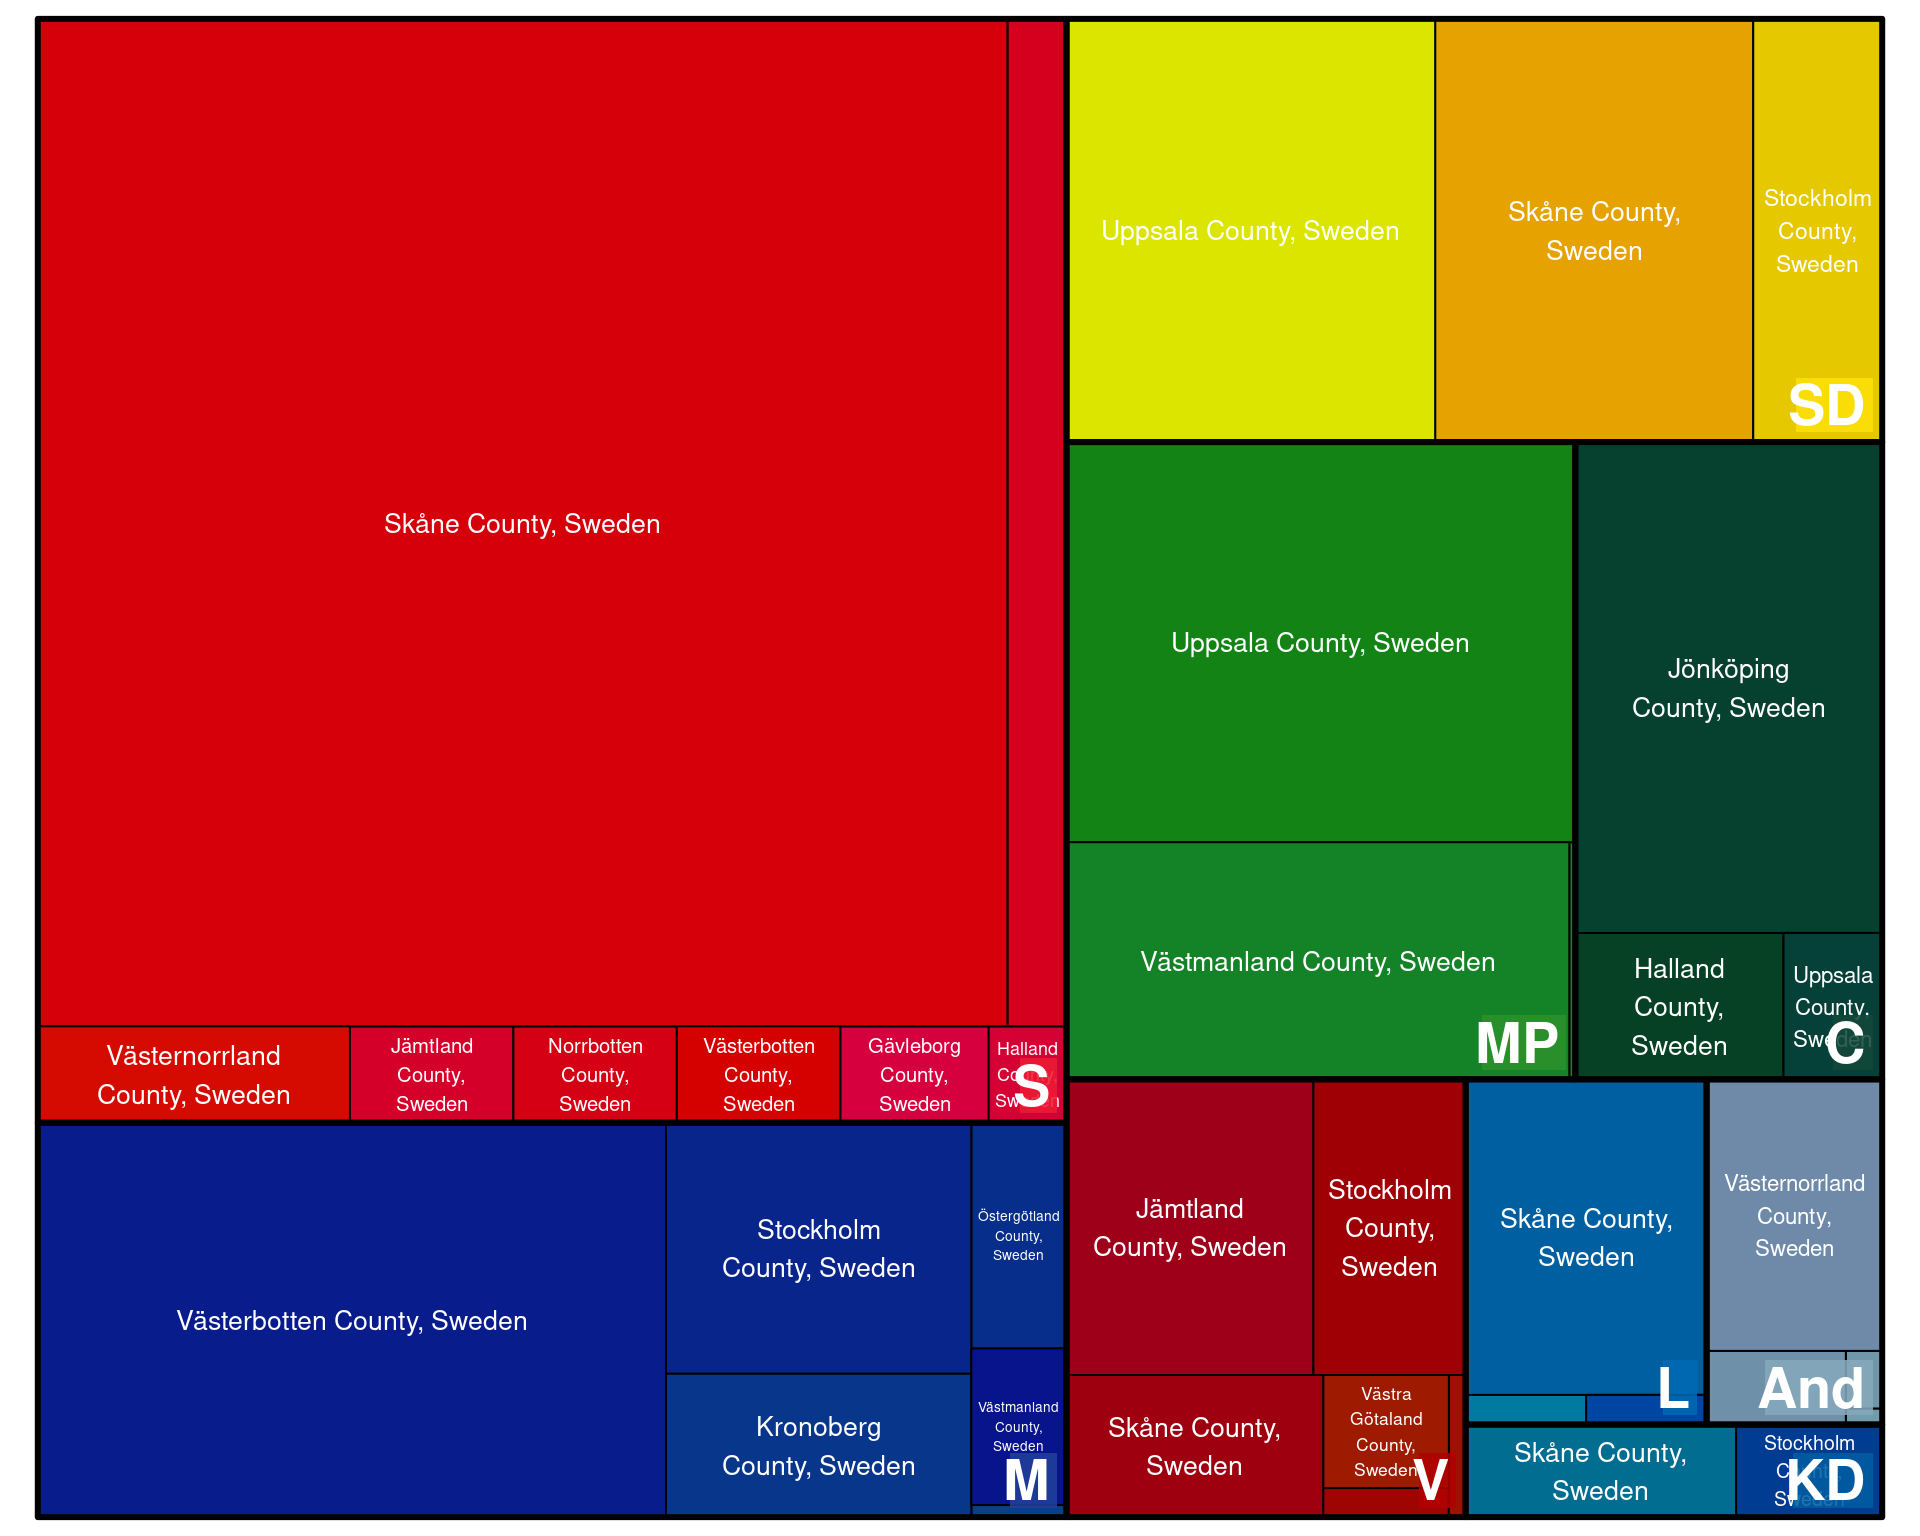 Skåne County, Sweden
Västernorrland
County, Sweden
Jämtland
County,
Sweden
Norrbotten
County,
Sweden
Västerbotten
County,
Sweden
Gävleborg
County,
Sweden
Halland
S
Västerbotten County, Sweden
Stockholm
County, Sweden
Kronoberg
County, Sweden
Östergötland
County,
Sweden
Västmanland
County,
Sweden
M
Uppsala County, Sweden
Skåne County,
Sweden
Stockholm
County,
Sweden
SD
Uppsala County, Sweden
Västmanland County, Sweden
MP
Jönköping
County, Sweden
Halland
County,
Sweden
Uppsala
County,
Sweden
C
Jämtland
County, Sweden
Stockholm
County,
Sweden
Skåne County,
Sweden
Västra
Götaland
County,
Sweden
V
Skåne County,
Sweden
L
Västernorrland
County,
Sweden
And
Skåne County,
Sweden
Stockholm
KD